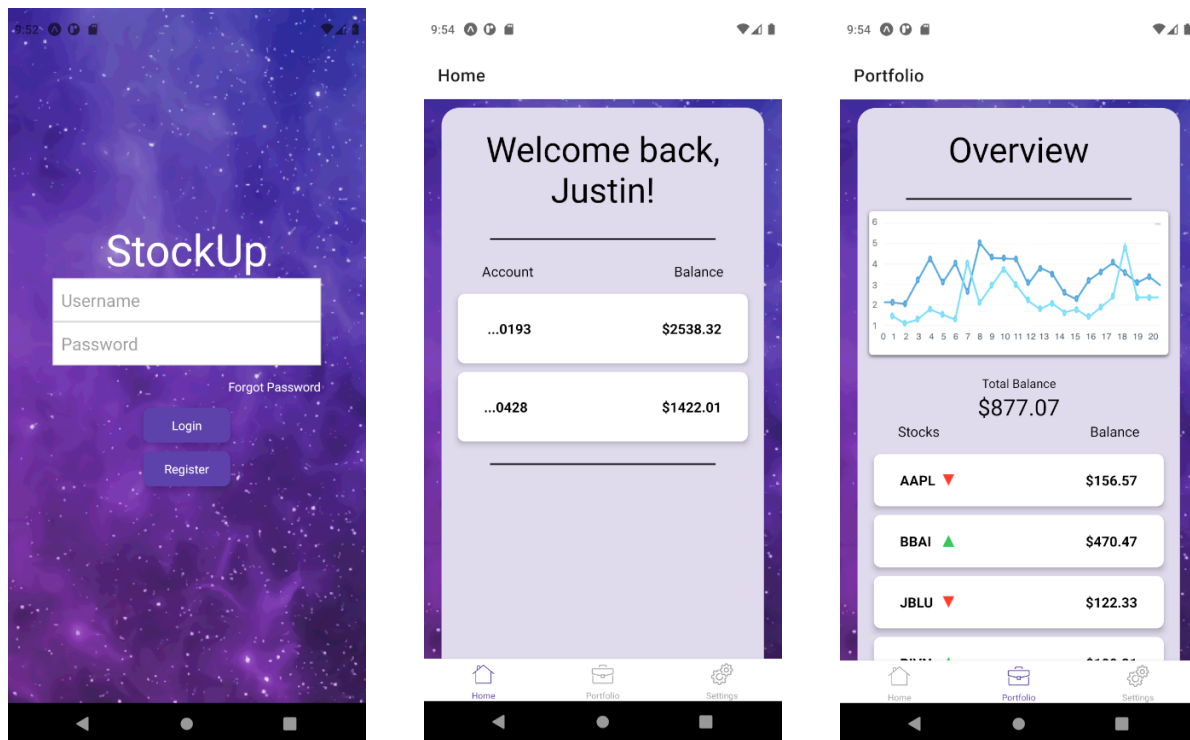 9:52
StockUp
Username
Password
Forgot Password
Login
Register
9:54
Home
Welcome back,
Justin!
Account Balance
...0193 $2538.32
...0428 $1422.01
Home Portfolio Settings
9:54
Portfolio
Overview
6
5
4
3
2
1
0 1 2 3 4 5 6 7 8 9 10 11 12 13 14 15 16 17 18 19 20
Total Balance
$877.07
Stocks Balance
AAPL $156.57
BBAI $470.47
JBLU $122.33
Home Portfolio Settings